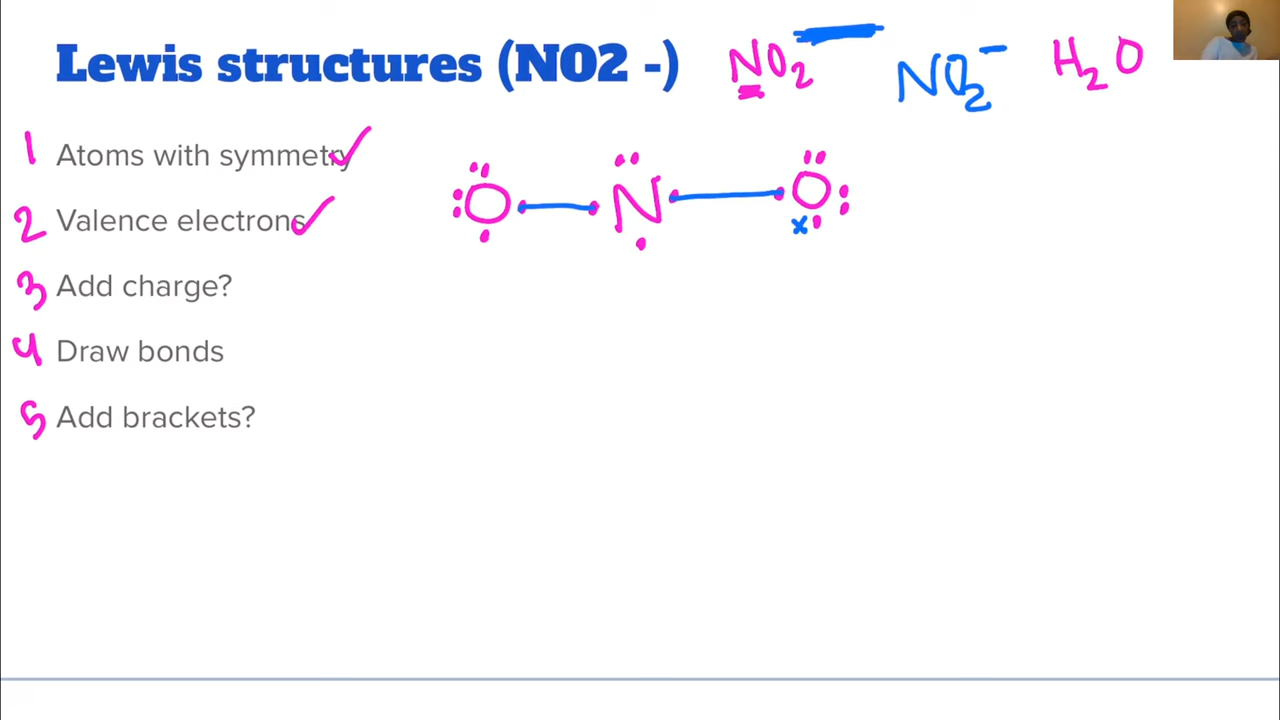 Lewis structures (NO2 -) NO2 NO2⁻ H2O
1 Atoms with symmetry
2 Valence electrons
3 Add charge?
4 Draw bonds
5 Add brackets?
O N O
x